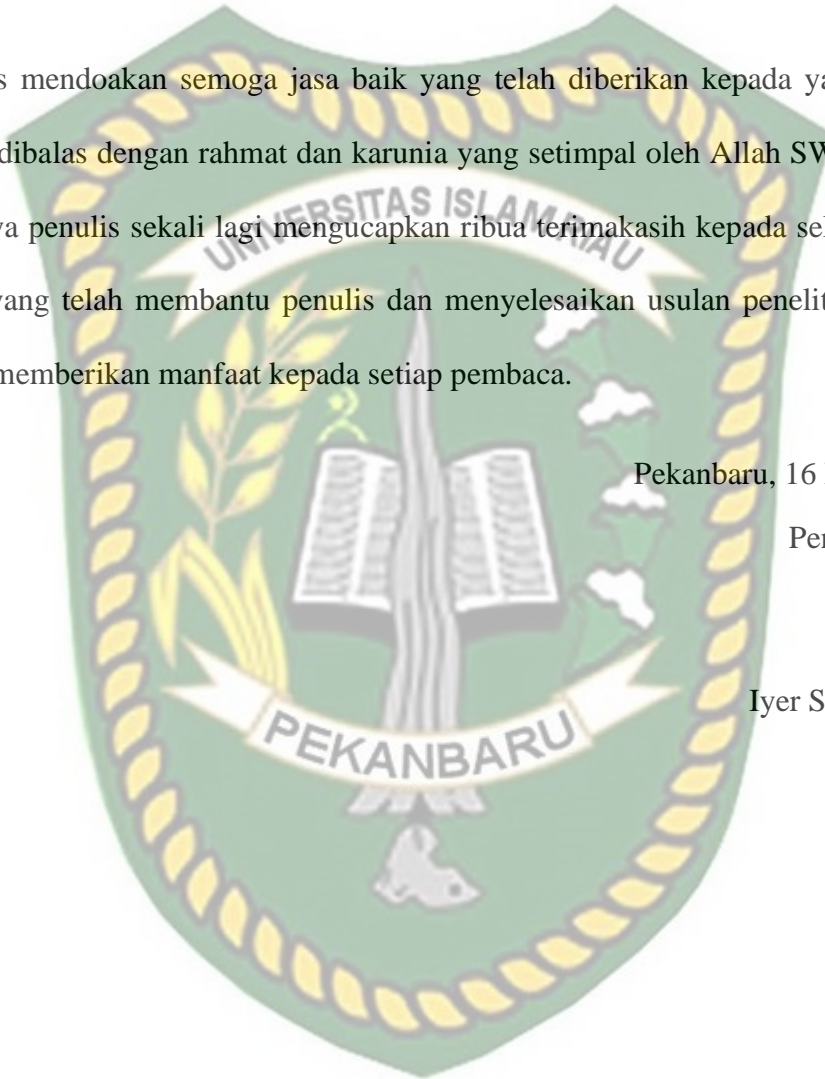 s mendoakan semoga jasa baik yang telah diberikan kepada ya
dibalas dengan rahmat dan karunia yang setimpal oleh Allah SW
ya penulis sekali lagi mengucapkan ribua terimakasih kepada sel
yang telah membantu penulis dan menyelesaikan usulan penelit
memberikan manfaat kepada setiap pembaca.
UNIVERSITAS ISLAM RIAU
Pekanbaru, 16
Pe
Iyer S
PEKANBARU